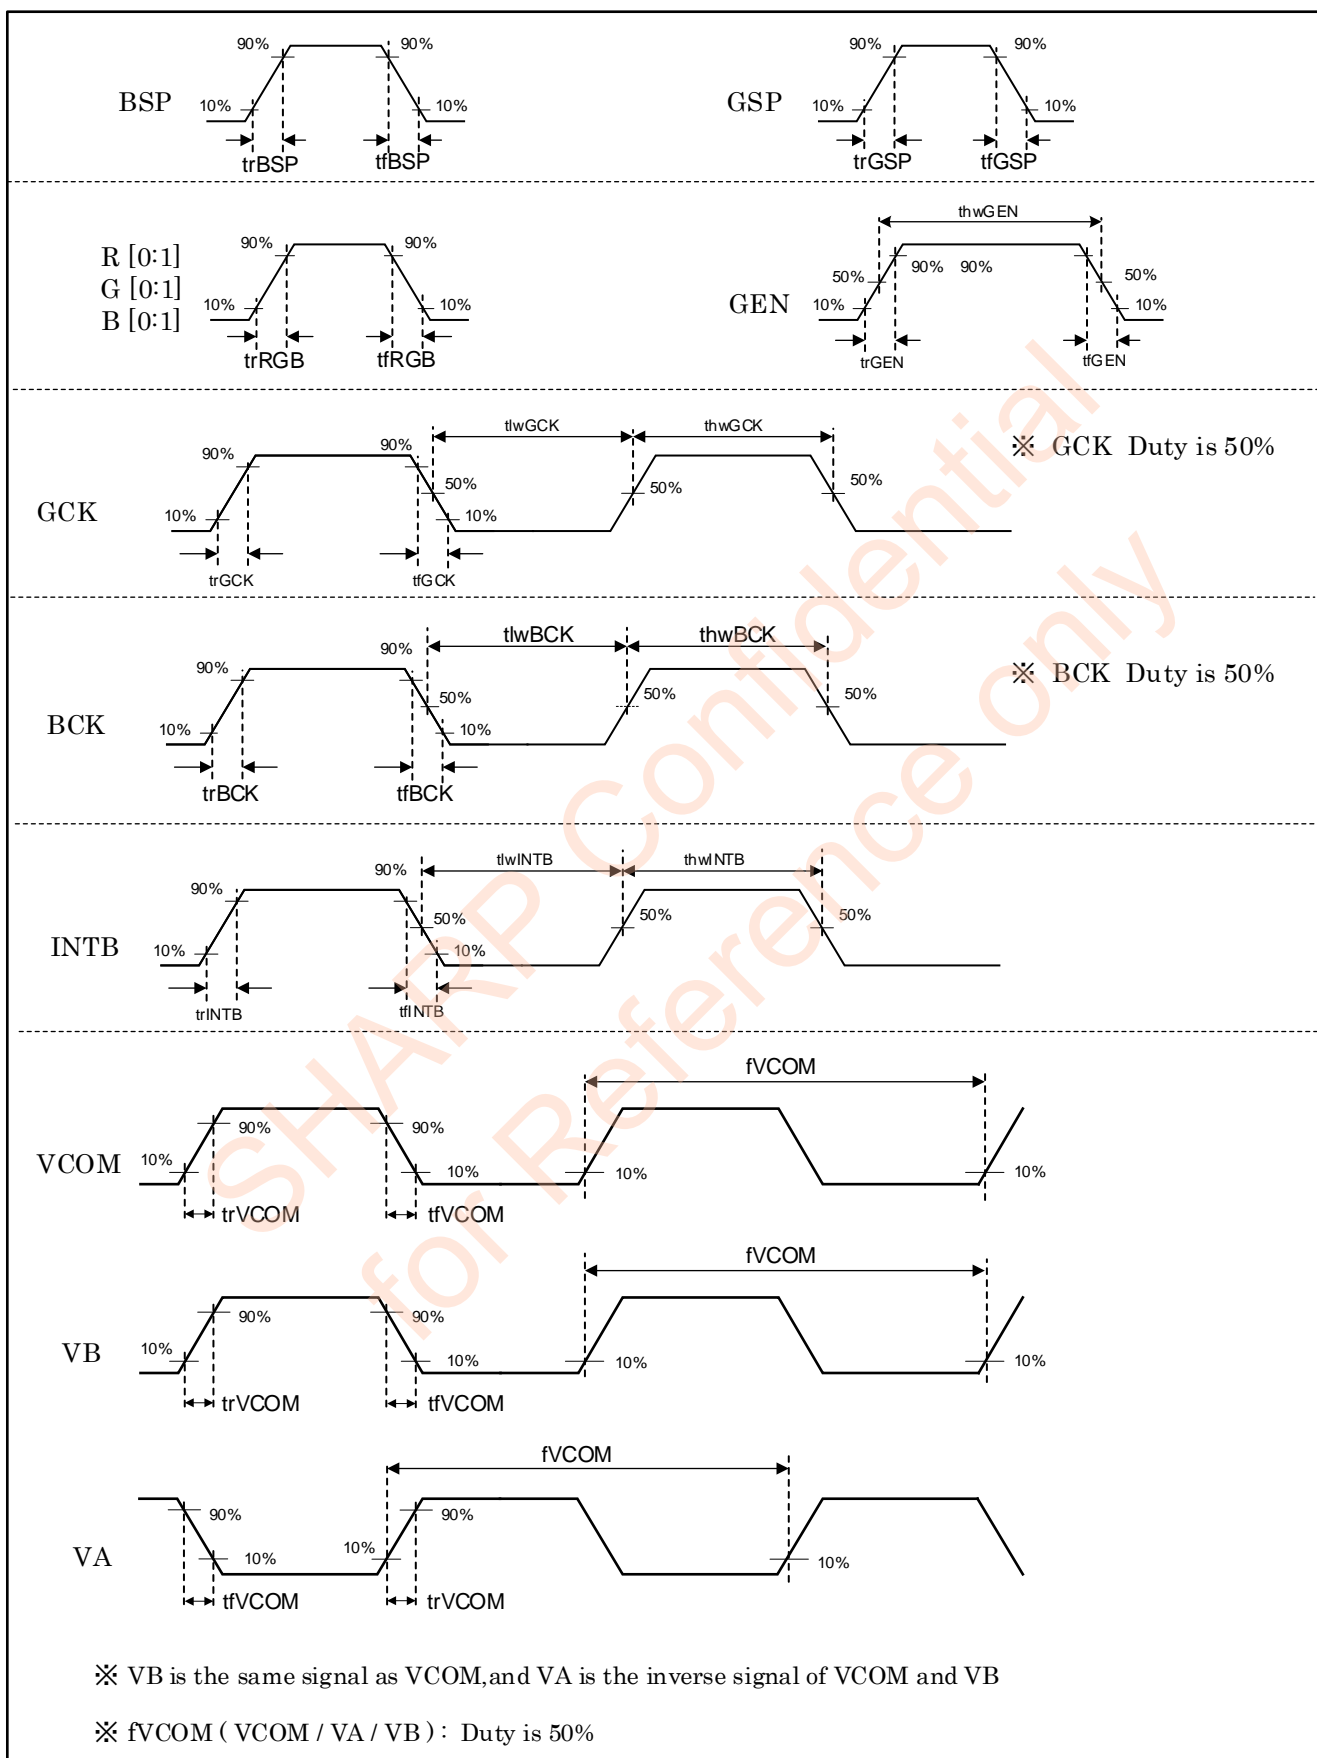 90% 90% 90% 90%
BSP GSP
10% 10% 10% 10%
trBSP tfBSP trGSP tfGSP
thwGEN
90% 90%
R [0:1]
G [0:1]
B [0:1]
90% 90%
50% 50%
GEN
10% 10% 10% 10%
trRGB tfRGB trGEN tfGEN
tlwGCK thwGCK
※ GCK Duty is 50%
90% 90%
50% 50% 50%
GCK
10% 10%
trGCK tfGCK
tlwBCK thwBCK
90% 90%
※ BCK Duty is 50%
50% 50% 50%
BCK
10% 10%
trBCK tfBCK
tlwINTB thwINTB
90% 90%
50% 50% 50%
INTB
10% 10%
trINTB tfINTB
fVCOM
90% 90%
VCOM
10% 10% 10% 10%
trVCOM tfVCOM
fVCOM
90% 90%
VB
10% 10% 10% 10%
trVCOM tfVCOM
fVCOM
90% 90%
VA
10% 10% 10%
tfVCOM trVCOM
※ VB is the same signal as VCOM,and VA is the inverse signal of VCOM and VB
※ fVCOM ( VCOM / VA / VB ) : Duty is 50%
SHARP Confidential
for Reference only